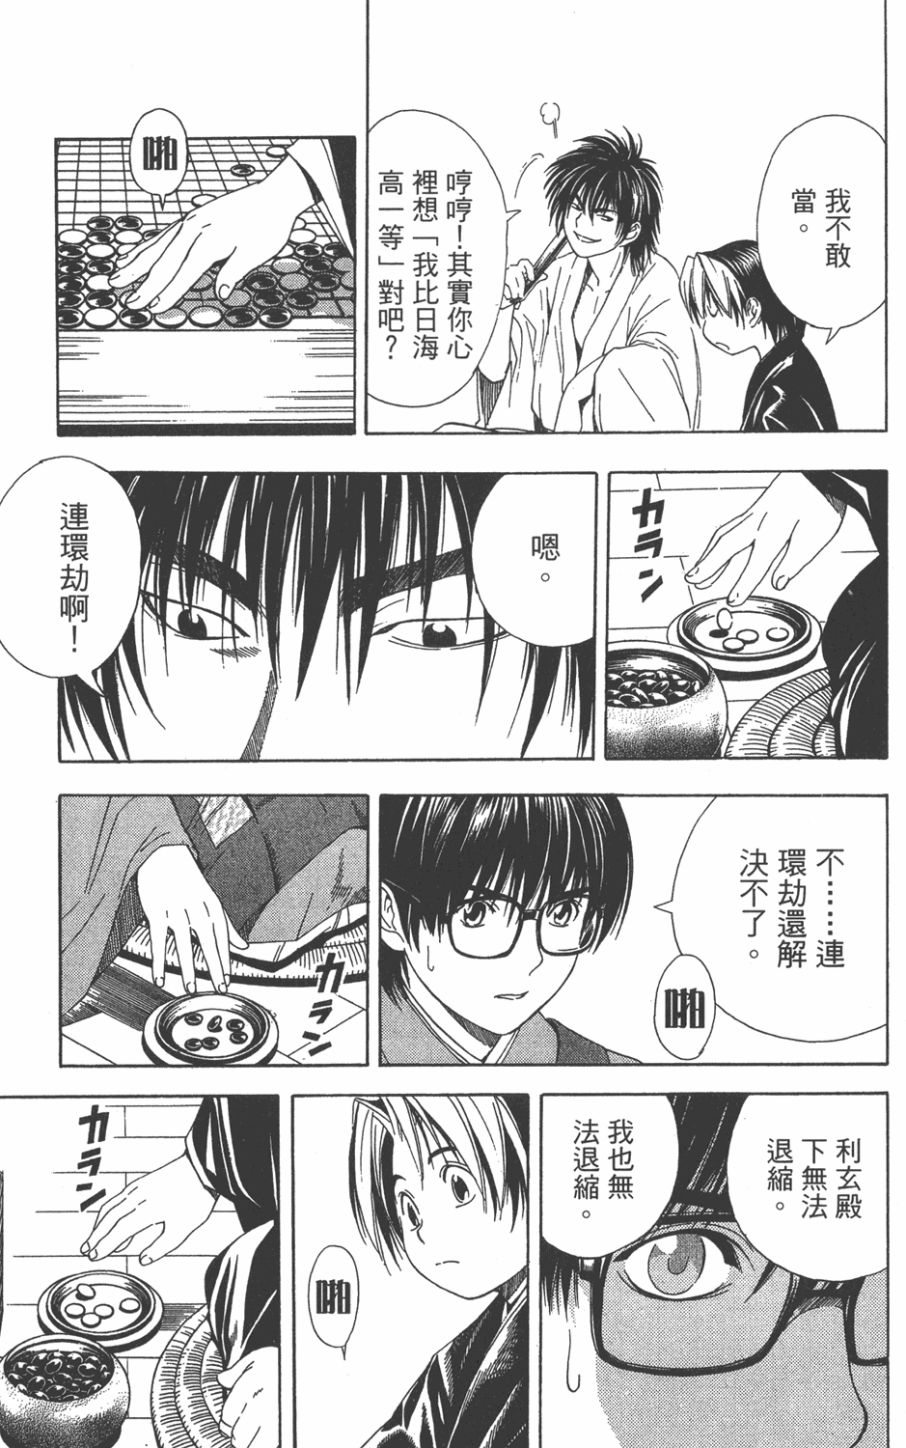 我不敢
當。
哼哼！其實你心
裡想「我比日海
高一等」對吧？
啪
カラン
嗯。
連環劫啊！
不……連
環劫還解
決不了。
啪
カラン
利玄殿
下無法
退縮。
我也無
法退縮。
啪
カラン